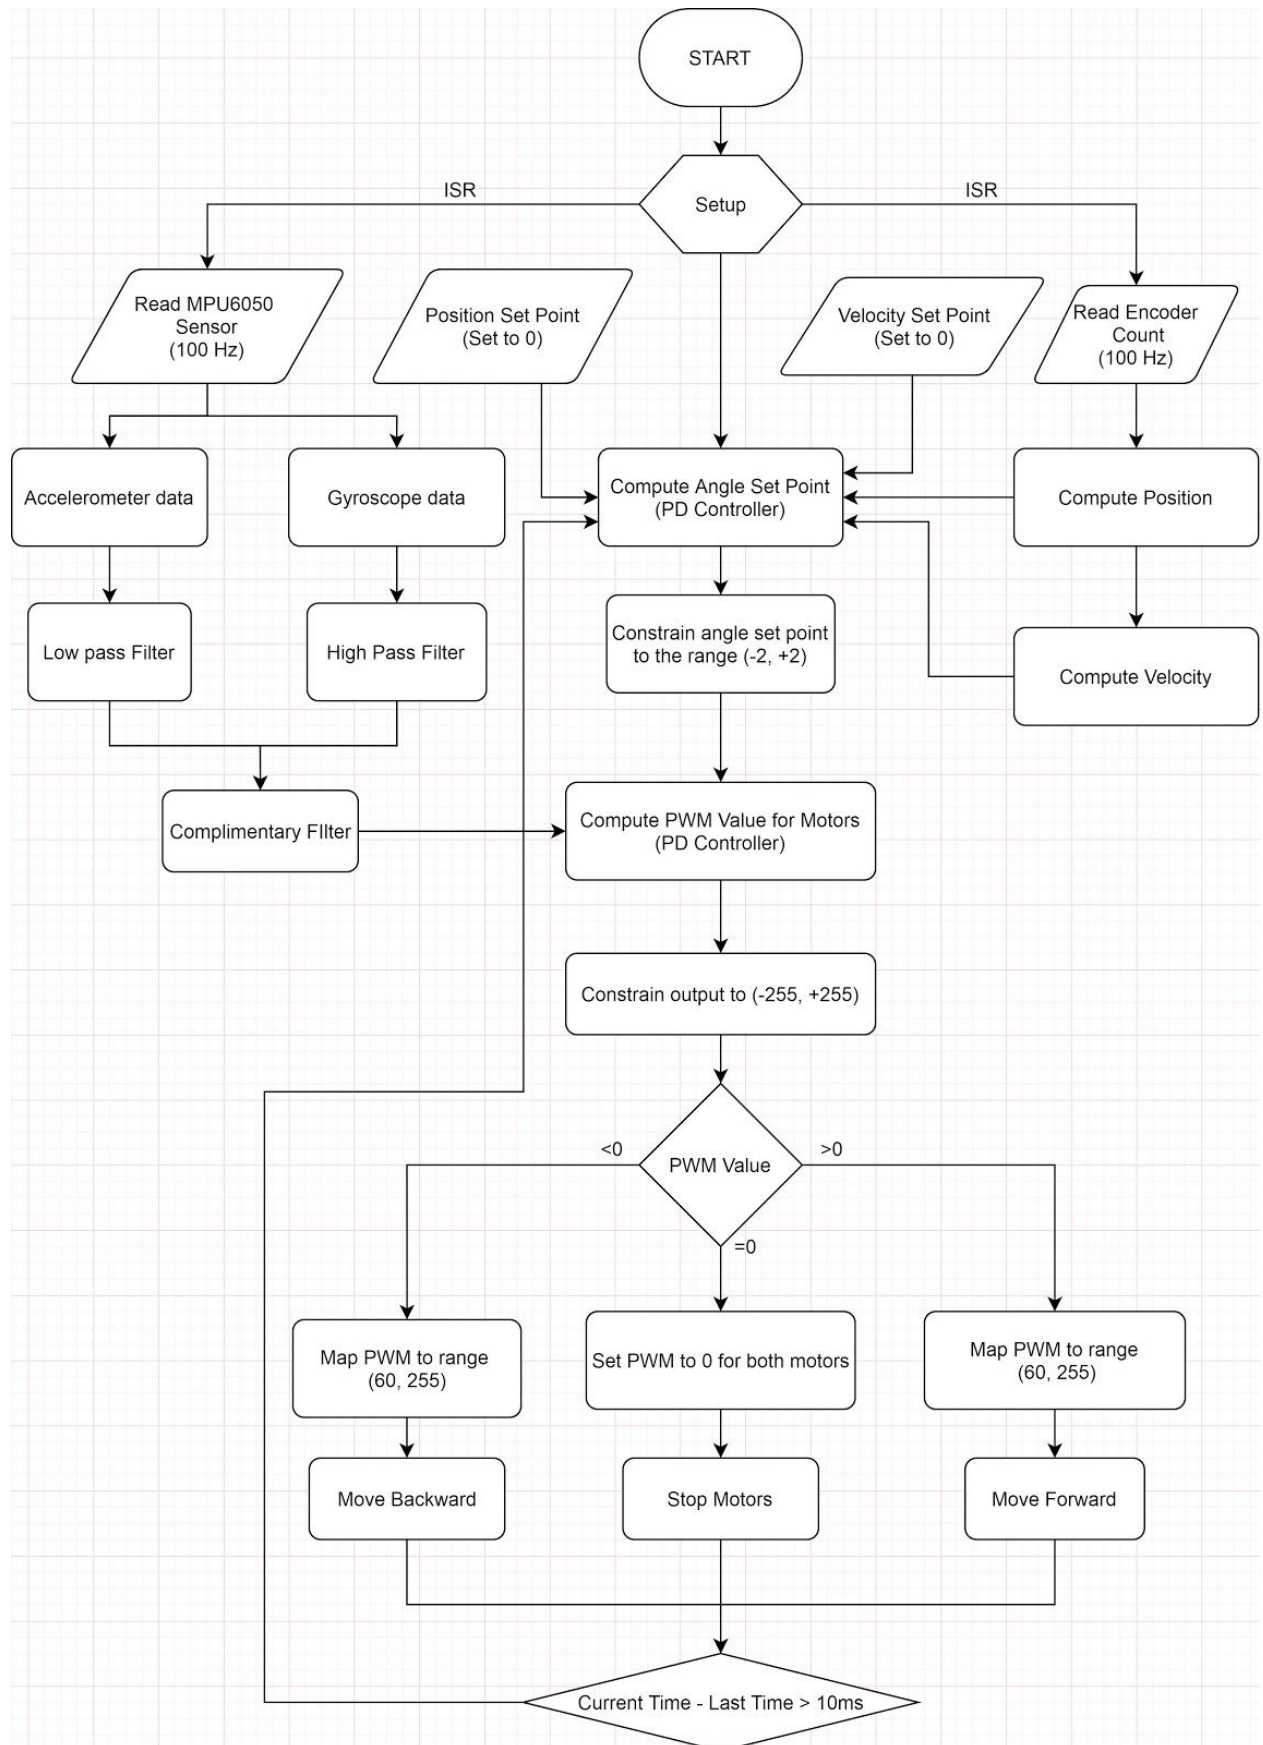 START
ISR
Setup
ISR
Read MPU6050
Sensor
(100 Hz)
Position Set Point
(Set to 0)
Velocity Set Point
(Set to 0)
Read Encoder
Count
(100 Hz)
Accelerometer data
Gyroscope data
Compute Angle Set Point
(PD Controller)
Compute Position
Low pass Filter
High Pass Filter
Constrain angle set point
to the range (-2, +2)
Compute Velocity
Complimentary FIlter
Compute PWM Value for Motors
(PD Controller)
Constrain output to (-255, +255)
<0
PWM Value
>0
=0
Map PWM to range
(60, 255)
Set PWM to 0 for both motors
Map PWM to range
(60, 255)
Move Backward
Stop Motors
Move Forward
Current Time - Last Time > 10ms